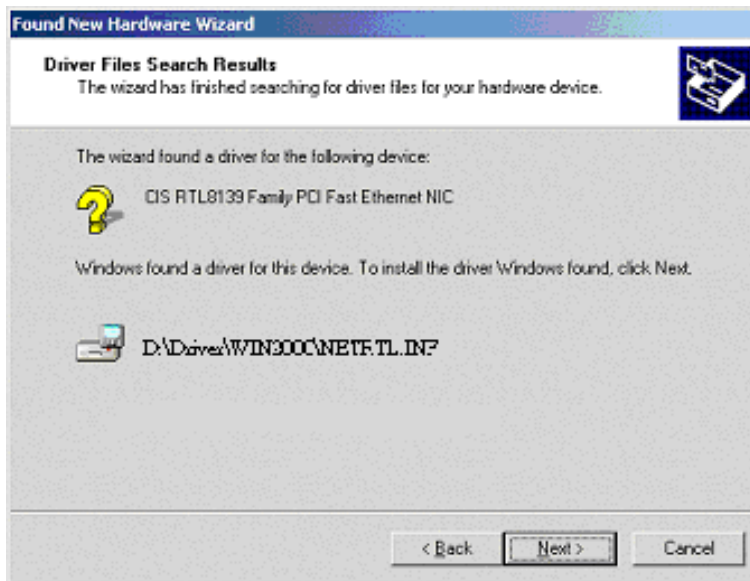 Found New Hardware Wizard
Driver Files Search Results
The wizard has finished searching for driver files for your hardware device.
The wizard found a driver for the following device:
CIS RTL8139 Family PCI Fast Ethernet NIC
Windows found a driver for this device. To install the driver Windows found, click Next.
D:\Driver\WIN2000\NETRTL.INF
< Back
Next >
Cancel